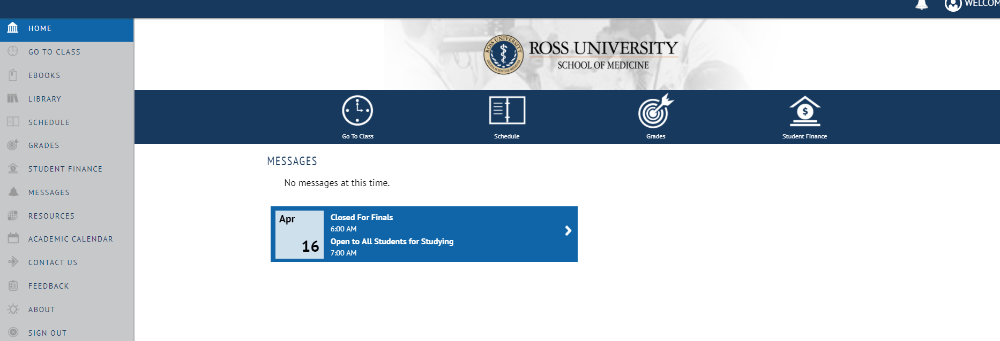 WELCOM
HOME
GO TO CLASS
EBOOKS
LIBRARY
SCHEDULE
GRADES
STUDENT FINANCE
MESSAGES
RESOURCES
ACADEMIC CALENDAR
CONTACT US
FEEDBACK
ABOUT
SIGN OUT
ROSS UNIVERSITY
ROSS UNIVERSITY
SCHOOL OF MEDICINE
Go To Class
Schedule
Grades
Student Finance
MESSAGES
No messages at this time.
Apr
16
Closed For Finals
6:00 AM
Open to All Students for Studying
7:00 AM